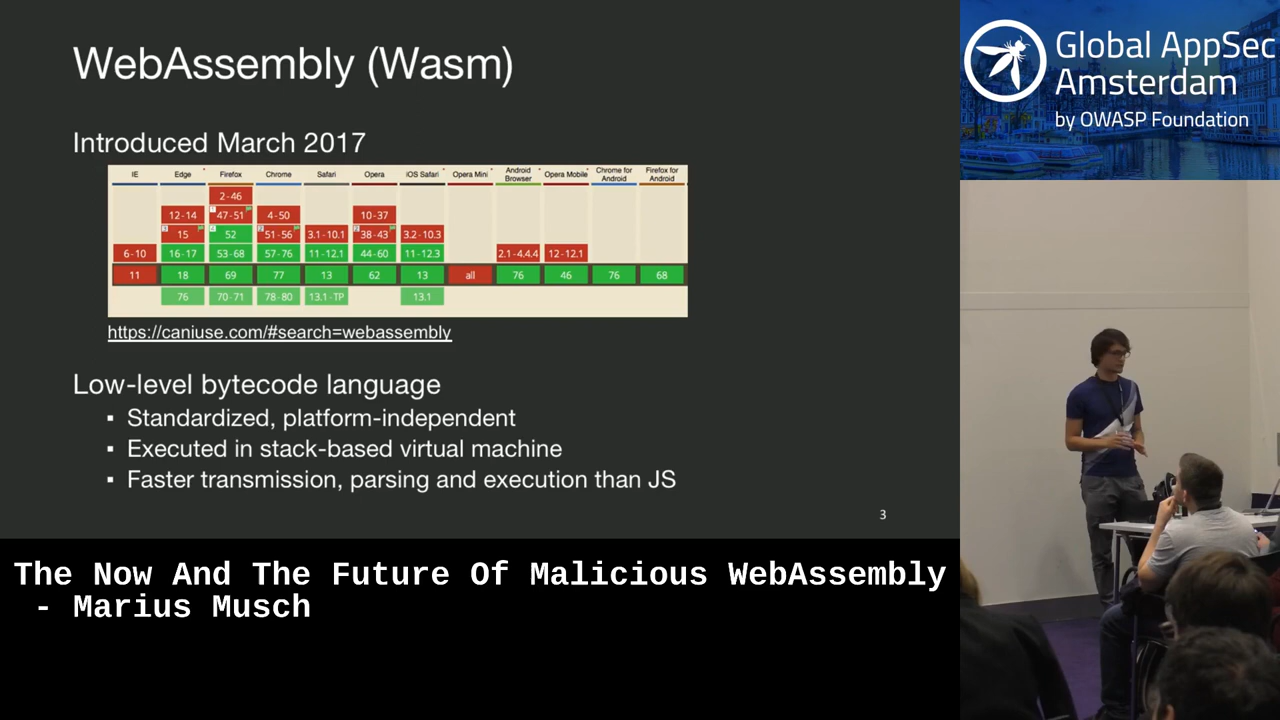 WebAssembly (Wasm)
Introduced March 2017
IE Edge Firefox Chrome Safari Opera iOS Safari Opera Mini Android Browser Opera Mobile Chrome for Android Firefox for Android
2-46
12-14 47-51 4-50 10-37
15 52 51-56 3.1-10.1 38-43 3.2-10.3
6-10 16-17 53-68 57-76 11-12.1 44-60 11-12.3 2.1-4.4.4 12-12.1
11 18 69 77 13 62 13 all 76 46 76 68
76 70-71 78-80 13.1-TP 13.1
https://caniuse.com/#search=webassembly
Low-level bytecode language
▪ Standardized, platform-independent
▪ Executed in stack-based virtual machine
▪ Faster transmission, parsing and execution than JS
3
The Now And The Future Of Malicious WebAssembly
- Marius Musch
Global AppSec
Amsterdam
by OWASP Foundation